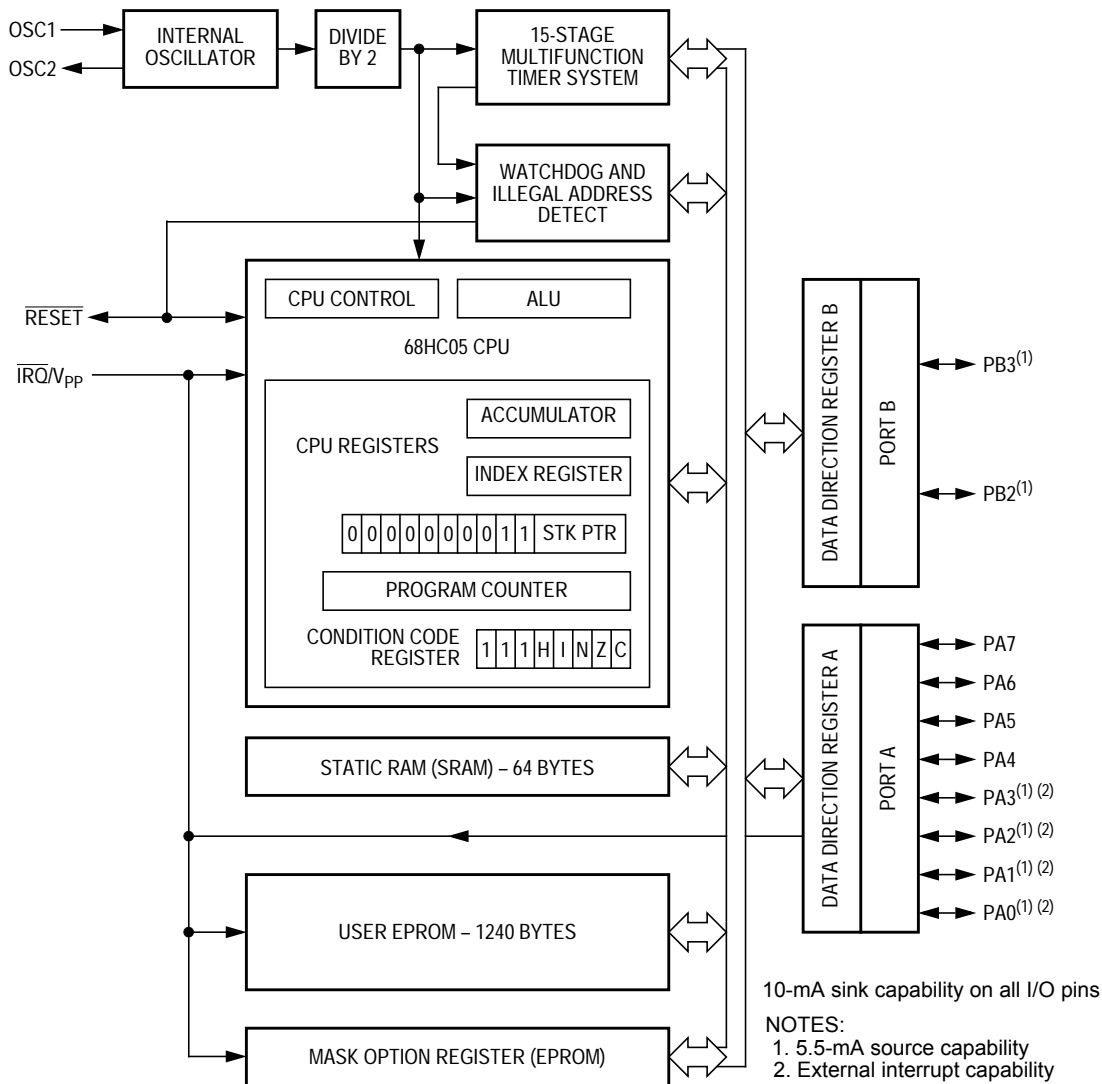 OSC1
OSC2
INTERNAL
OSCILLATOR
DIVIDE
BY 2
15-STAGE
MULTIFUNCTION
TIMER SYSTEM
WATCHDOG AND
ILLEGAL ADDRESS
DETECT
RESET
IRQ/VPP
CPU CONTROL
ALU
68HC05 CPU
CPU REGISTERS
ACCUMULATOR
INDEX REGISTER
0 0 0 0 0 0 0 0 1 1 STK PTR
PROGRAM COUNTER
CONDITION CODE
REGISTER
1 1 1 H I N Z C
STATIC RAM (SRAM) – 64 BYTES
USER EPROM – 1240 BYTES
MASK OPTION REGISTER (EPROM)
DATA DIRECTION REGISTER B
PORT B
PB3(1)
PB2(1)
DATA DIRECTION REGISTER A
PORT A
PA7
PA6
PA5
PA4
PA3(1) (2)
PA2(1) (2)
PA1(1) (2)
PA0(1) (2)
10-mA sink capability on all I/O pins
NOTES:
1. 5.5-mA source capability
2. External interrupt capability